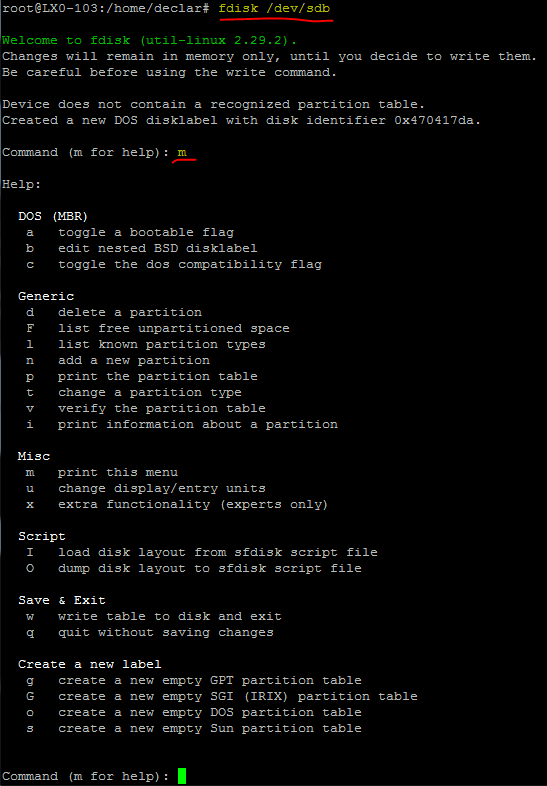 root@LX0-103:/home/declar# fdisk /dev/sdb
Welcome to fdisk (util-linux 2.29.2).
Changes will remain in memory only, until you decide to write them.
Be careful before using the write command.
Device does not contain a recognized partition table.
Created a new DOS disklabel with disk identifier 0x470417da.
Command (m for help): m
Help:
DOS (MBR)
a toggle a bootable flag
b edit nested BSD disklabel
c toggle the dos compatibility flag
Generic
d delete a partition
F list free unpartitioned space
l list known partition types
n add a new partition
p print the partition table
t change a partition type
v verify the partition table
i print information about a partition
Misc
m print this menu
u change display/entry units
x extra functionality (experts only)
Script
I load disk layout from sfdisk script file
O dump disk layout to sfdisk script file
Save & Exit
w write table to disk and exit
q quit without saving changes
Create a new label
g create a new empty GPT partition table
G create a new empty SGI (IRIX) partition table
o create a new empty DOS partition table
s create a new empty Sun partition table
Command (m for help):